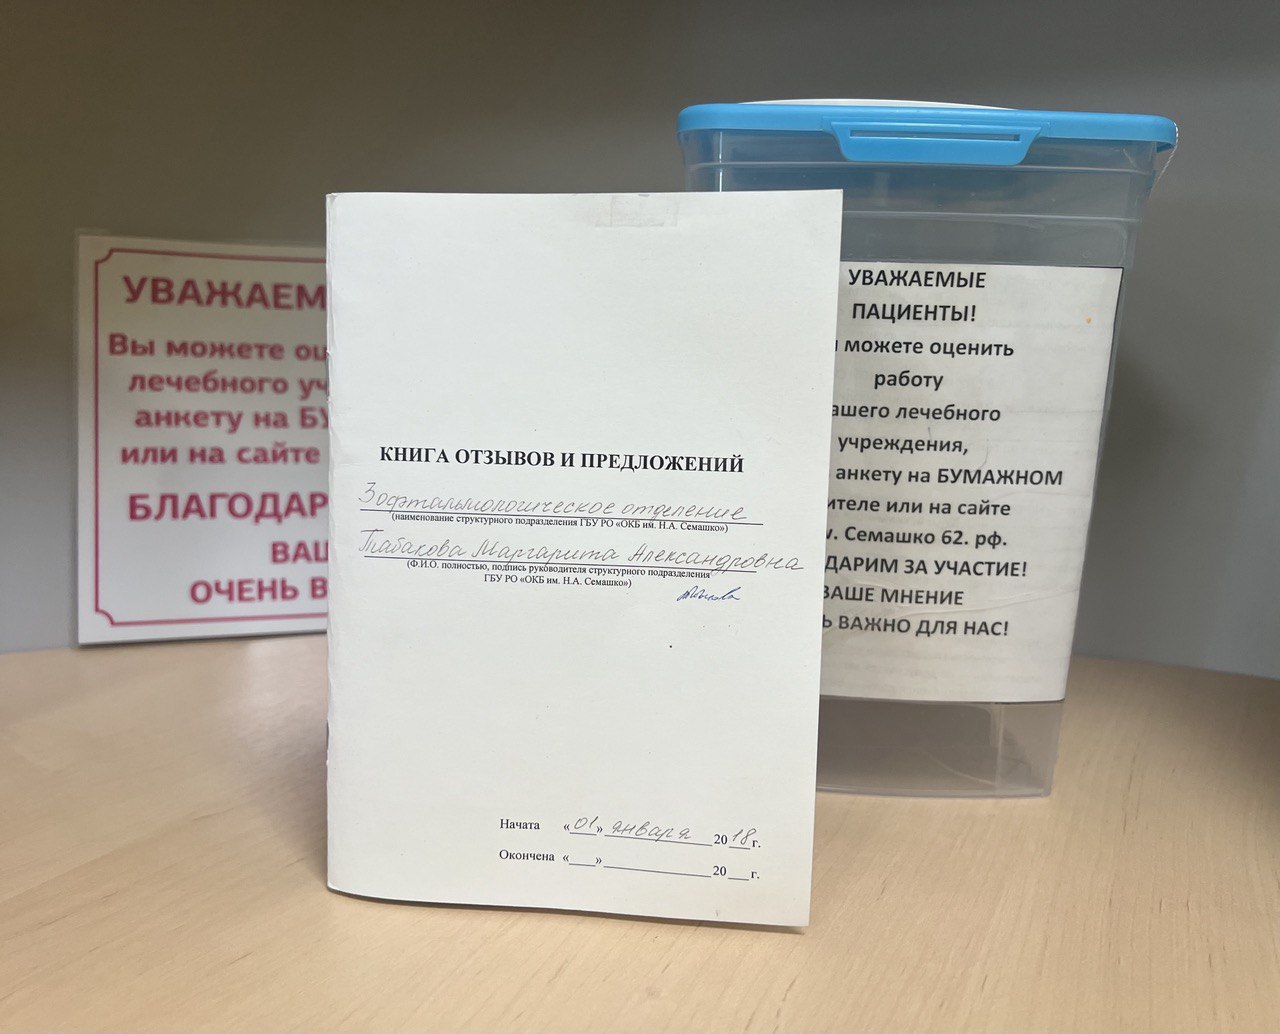 УВАЖАЕМ
Вы можете оц
лечебного уч
анкету на БУ
или на сайте
БЛАГОДАР
ВАШ
ОЧЕНЬ В
КНИГА ОТЗЫВОВ И ПРЕДЛОЖЕНИЙ
3 офтальмологическое отделение
(наименование структурного подразделения ГБУ РО «ОКБ им. Н.А. Семашко»)
Табакова Маргарита Александровна
(Ф.И.О. полностью, подпись руководителя структурного подразделения
ГБУ РО «ОКБ им. Н.А. Семашко»)
Начата «01» января 2018 г.
Окончена «___» ________ 20___г.
УВАЖАЕМЫЕ
ПАЦИЕНТЫ!
можете оценить
работу
ашего лечебного
учреждения,
анкету на БУМАЖНОМ
ителе или на сайте
w. Семашко 62. рф.
ДАРИМ ЗА УЧАСТИЕ!
ВАШЕ МНЕНИЕ
Ь ВАЖНО ДЛЯ НАС!